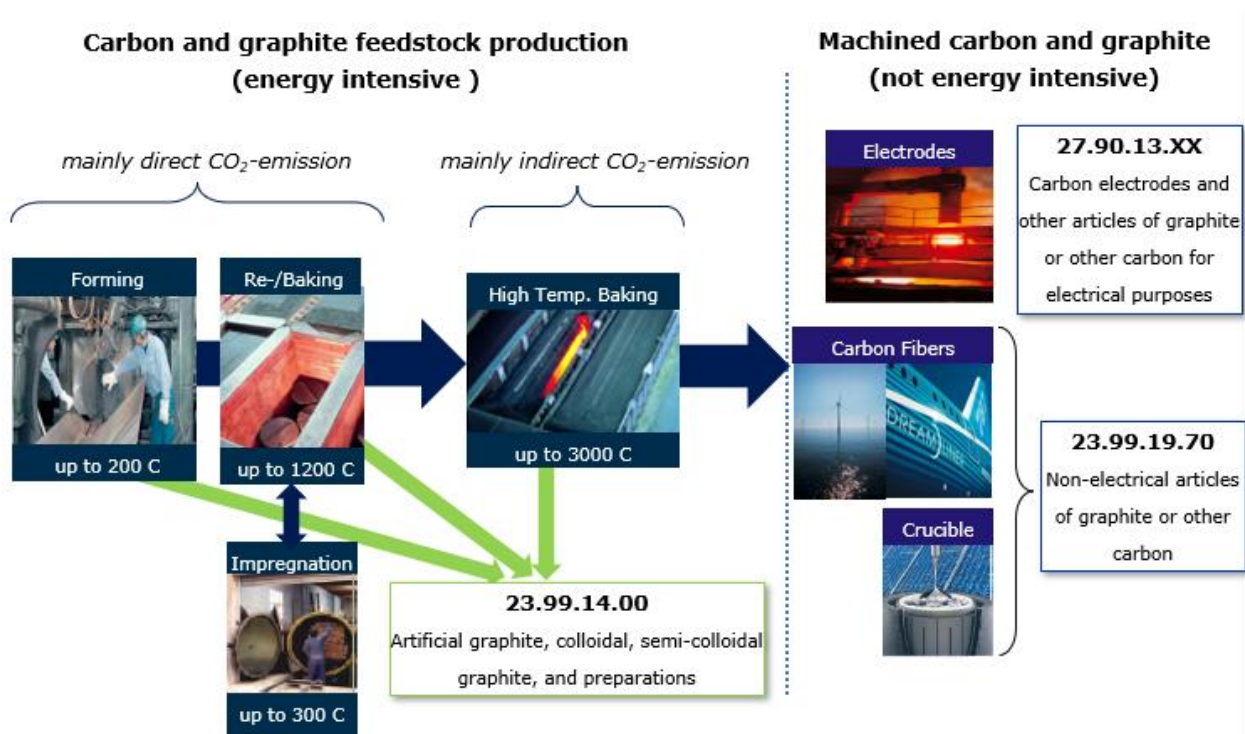 Carbon and graphite feedstock production
(energy intensive )
Machined carbon and graphite
(not energy intensive)
mainly direct CO₂-emission
mainly indirect CO₂-emission
Forming
up to 200 C
Re-/Baking
up to 1200 C
High Temp. Baking
up to 3000 C
Impregnation
up to 300 C
23.99.14.00
Artificial graphite, colloidal, semi-colloidal
graphite, and preparations
Electrodes
27.90.13.XX
Carbon electrodes and
other articles of graphite
or other carbon for
electrical purposes
Carbon Fibers
DREAMLINER
Crucible
23.99.19.70
Non-electrical articles
of graphite or other
carbon